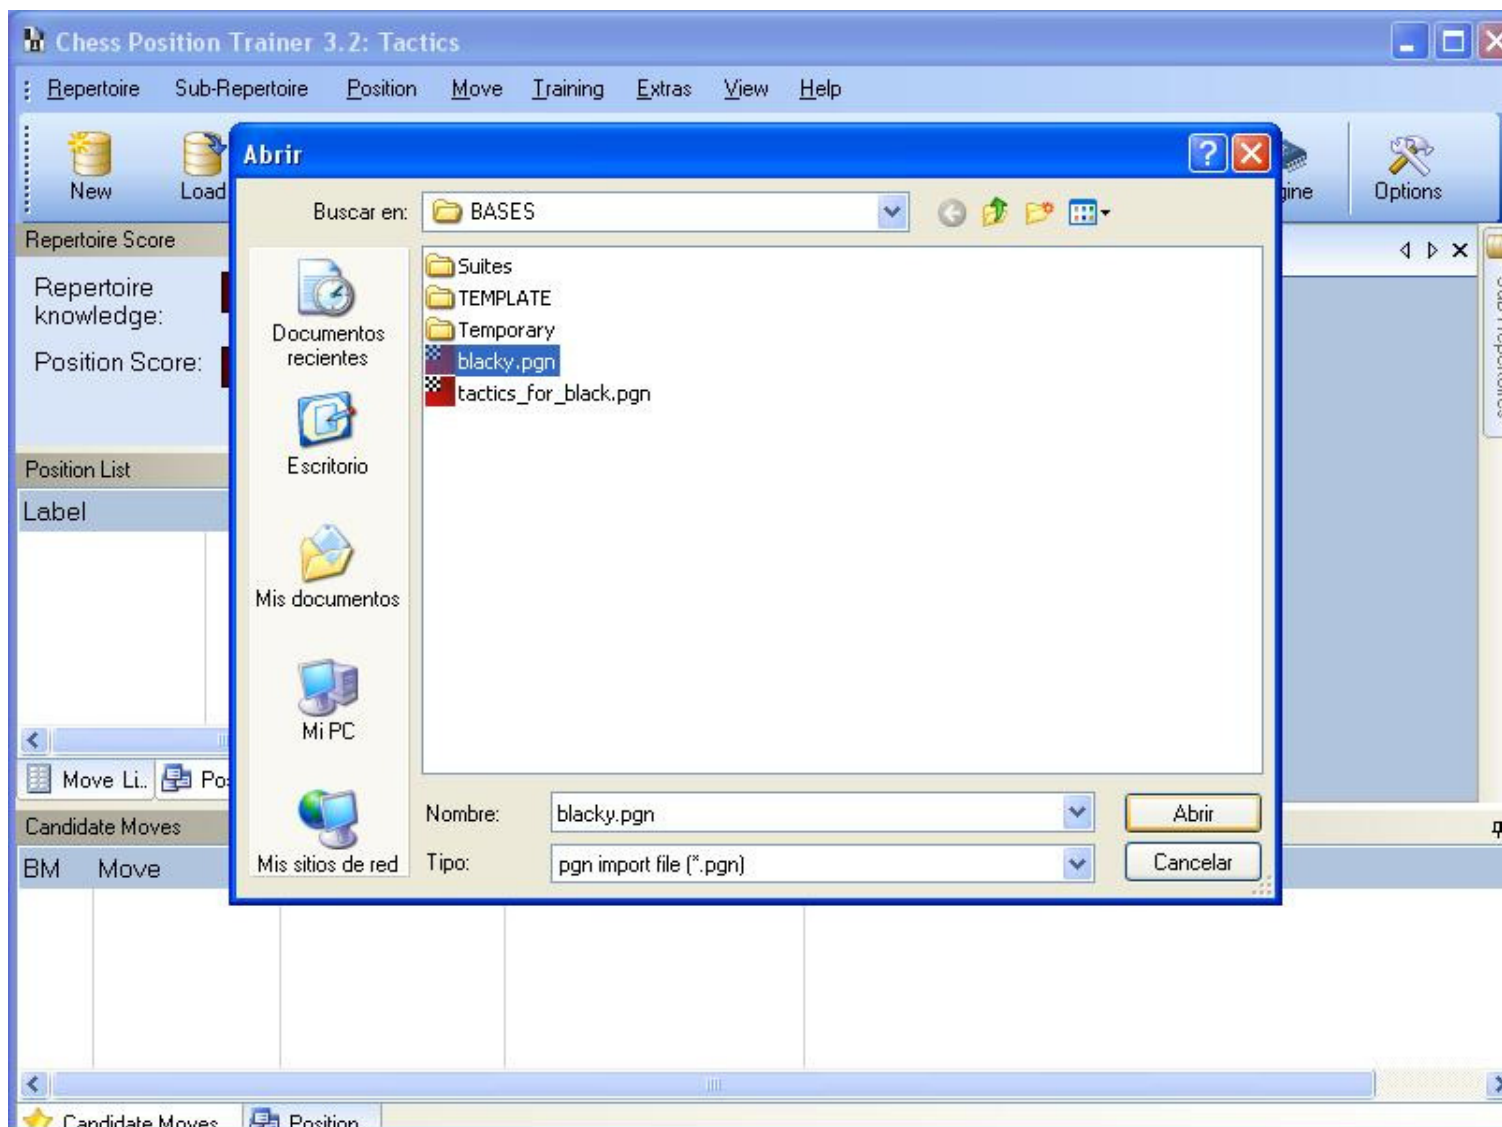 Chess Position Trainer 3.2: Tactics
Repertoire Sub-Repertoire Position Move Training Extras View Help
New Load Options
Abrir
Buscar en: BASES
Repertoire Score
Repertoire
knowledge:
Position Score:
Suites
TEMPLATE
Temporary
blacky.pgn
tactics_for_black.pgn
Documentos
recientes
Escritorio
Mis documentos
Mi PC
Mis sitios de red
Position List
Label
Move Li..
Nombre: blacky.pgn Abrir
Tipo: pgn import file (*.pgn) Cancelar
Candidate Moves
BM Move
Candidate Moves Position